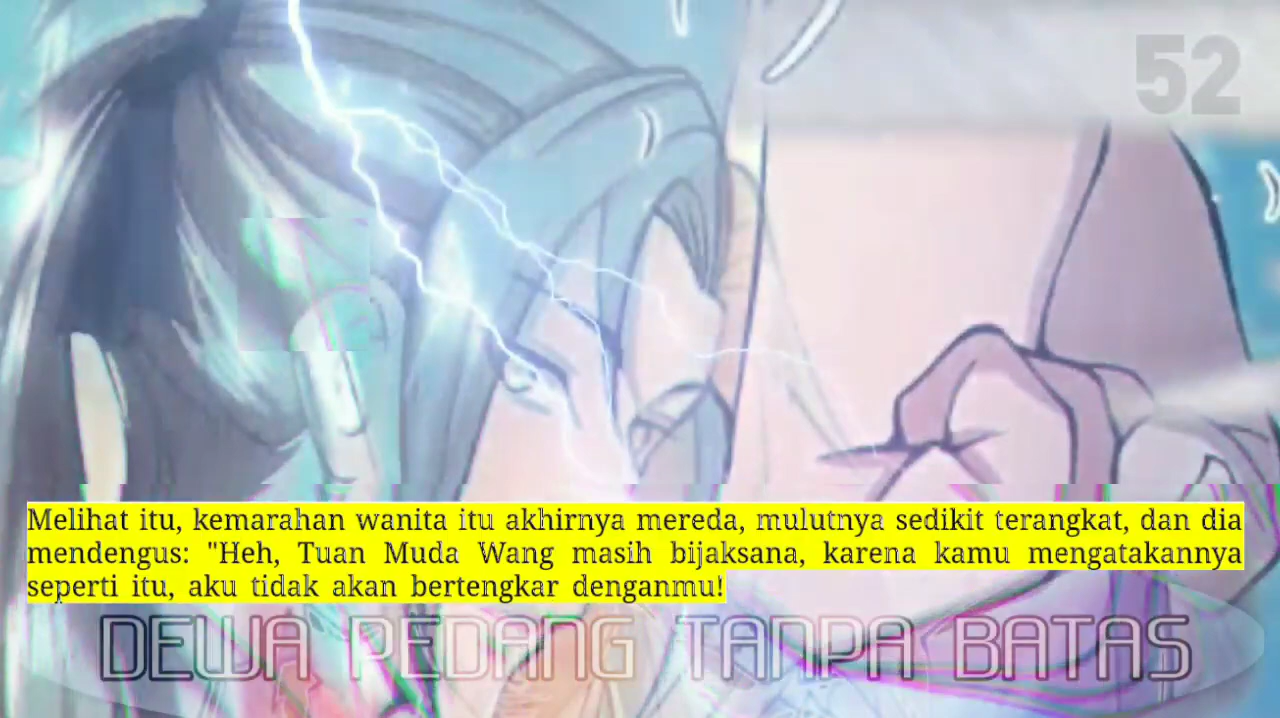 52
Melihat itu, kemarahan wanita itu akhirnya mereda, mulutnya sedikit terangkat, dan dia
mendengus: "Heh, Tuan Muda Wang masih bijaksana, karena kamu mengatakannya
seperti itu, aku tidak akan bertengkar denganmu!
DEWA PEDANG TANPA BATAS